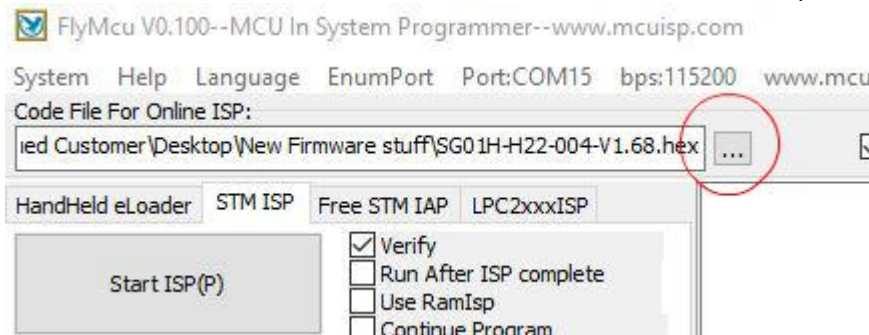 FlyMcu V0.100--MCU In System Programmer--www.mcuisp.com
System Help Language EnumPort Port:COM15 bps:115200 www.mcu
Code File For Online ISP:
ied Customer\Desktop\New Firmware stuff\SG01H-H22-004-V1.68.hex ...
HandHeld eLoader STM ISP Free STM IAP LPC2xxxISP
Verify
Start ISP(P) Run After ISP complete
Use RamIsp
Continue Program